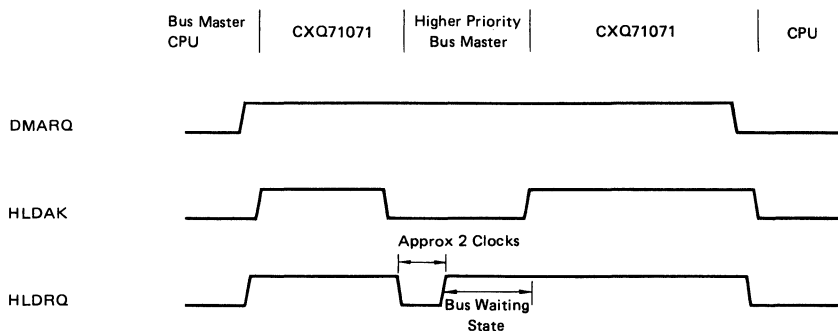 Bus Master
CPU
CXQ71071
Higher Priority
Bus Master
CXQ71071
CPU
DMARQ
HLDAK
Approx 2 Clocks
HLDRQ
Bus Waiting
State